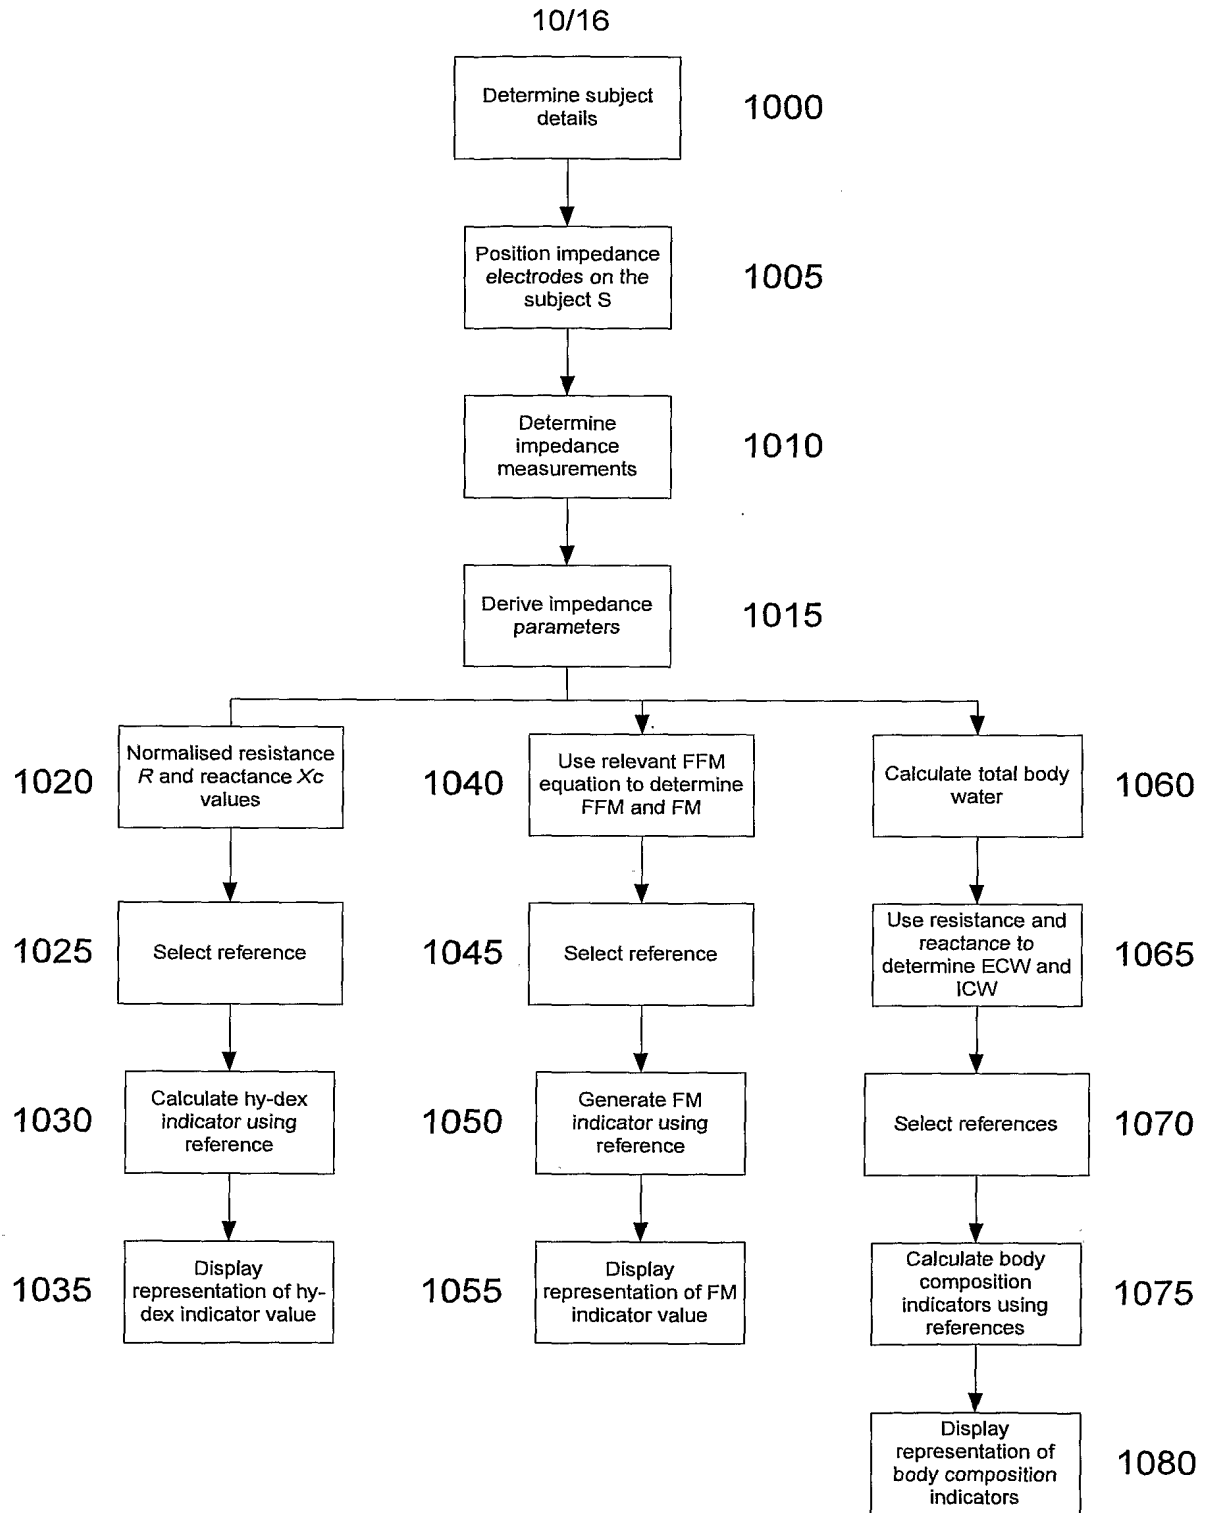 10/16
Determine subject
details
1000
Position impedance
electrodes on the
subject S
1005
Determine
impedance
measurements
1010
Derive impedance
parameters
1015
1020
Normalised resistance
R and reactance Xc
values
1025
Select reference
1030
Calculate hy-dex
indicator using
reference
1035
Display
representation of hy-
dex indicator value
1040
Use relevant FFM
equation to determine
FFM and FM
1045
Select reference
1050
Generate FM
indicator using
reference
1055
Display
representation of FM
indicator value
Calculate total body
water
1060
Use resistance and
reactance to
determine ECW and
ICW
1065
Select references
1070
Calculate body
composition
indicators using
references
1075
Display
representation of
body composition
indicators
1080